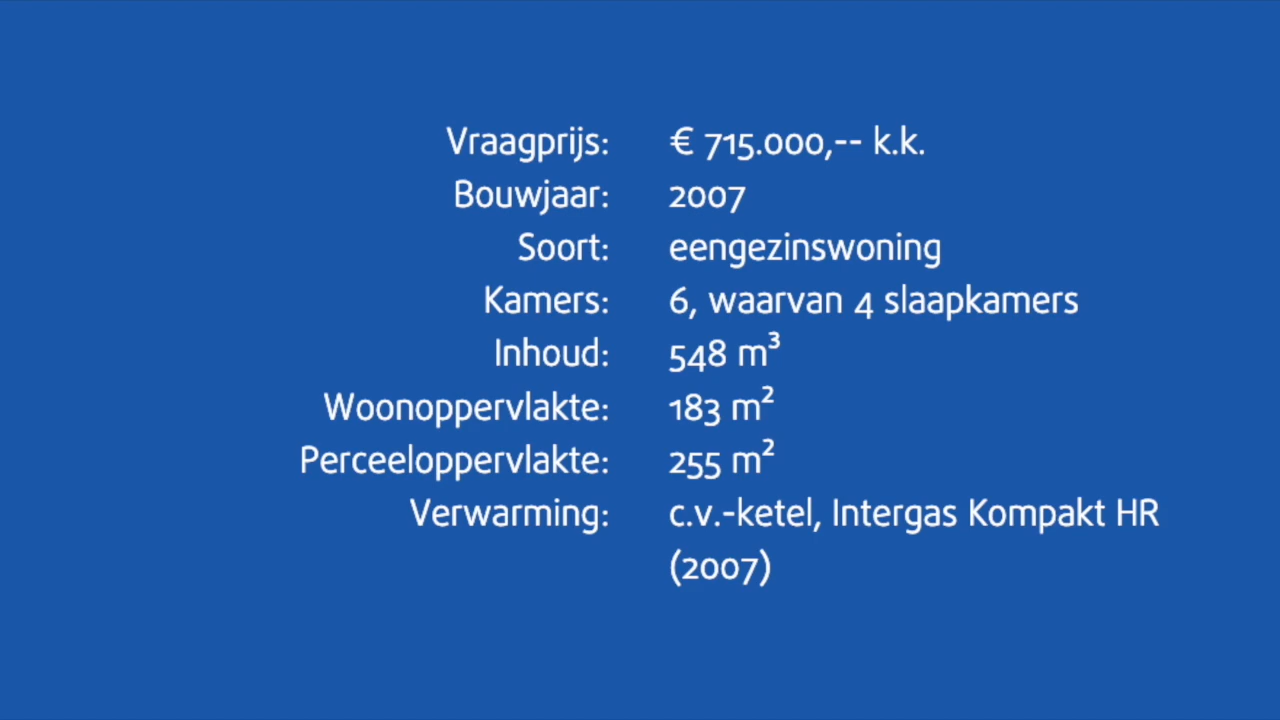 Vraagprijs: € 715.000,-- k.k.
Bouwjaar: 2007
Soort: eengezinswoning
Kamers: 6, waarvan 4 slaapkamers
Inhoud: 548 m³
Woonoppervlakte: 183 m²
Perceeloppervlakte: 255 m²
Verwarming: c.v.-ketel, Intergas Kompakt HR
(2007)